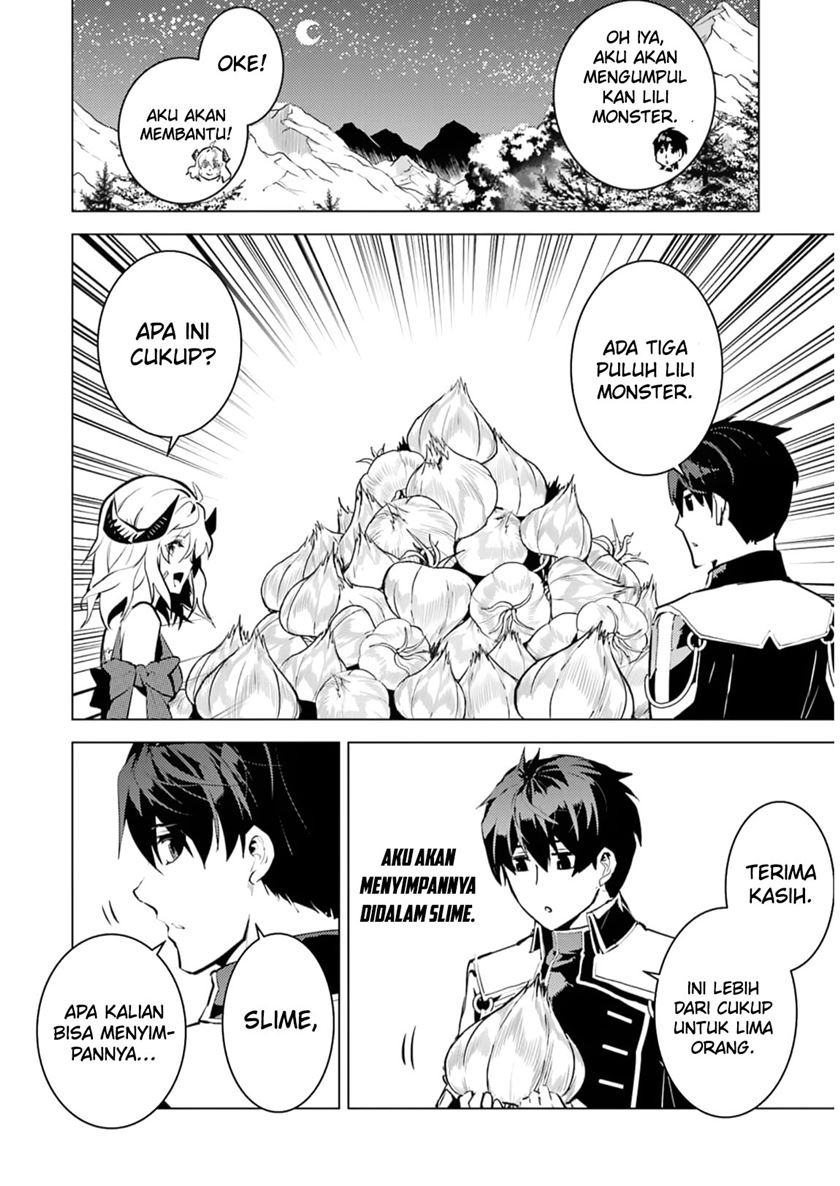 OH IYA,
AKU AKAN
MENGUMPUL
KAN LILI
MONSTER.
OKE!
AKU AKAN
MEMBANTU!
ADA TIGA
PULUH LILI
MONSTER.
APA INI
CUKUP?
TERIMA
KASIH.
INI LEBIH
DARI CUKUP
UNTUK LIMA
ORANG.
AKU AKAN
MENYIMPANNYA
DIDALAM SLIME.
SLIME,
APA KALIAN
BISA MENYIM-
PANNYA...